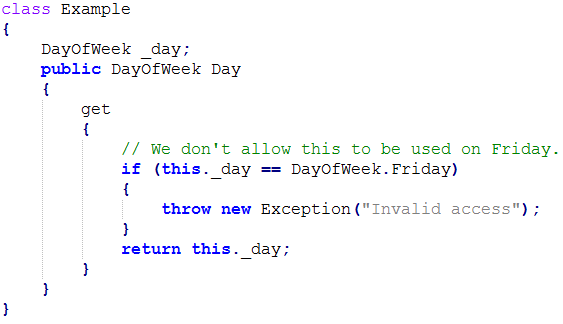 class Example
{
    DayOfWeek _day;
    public DayOfWeek Day
    {
        get
        {
            // We don't allow this to be used on Friday.
            if (this._day == DayOfWeek.Friday)
            {
                throw new Exception("Invalid access");
            }
            return this._day;
        }
    }
}